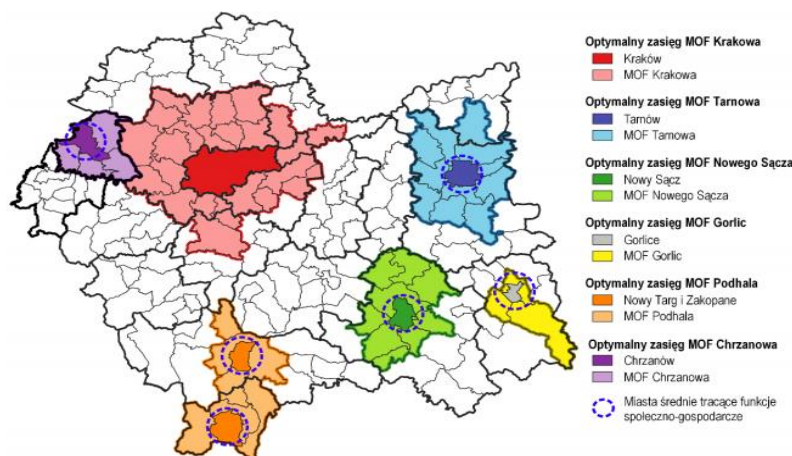 Optymalny zasięg MOF Krakowa
Kraków
MOF Krakowa
Optymalny zasięg MOF Tarnowa
Tarnów
MOF Tarnowa
Optymalny zasięg MOF Nowego Sącza
Nowy Sącz
MOF Nowego Sącza
Optymalny zasięg MOF Gorlic
Gorlice
MOF Gorlic
Optymalny zasięg MOF Podhala
Nowy Targ i Zakopane
MOF Podhala
Optymalny zasięg MOF Chrzanowa
Chrzanów
MOF Chrzanowa
Miasta średnie tracące funkcje
społeczno-gospodarcze